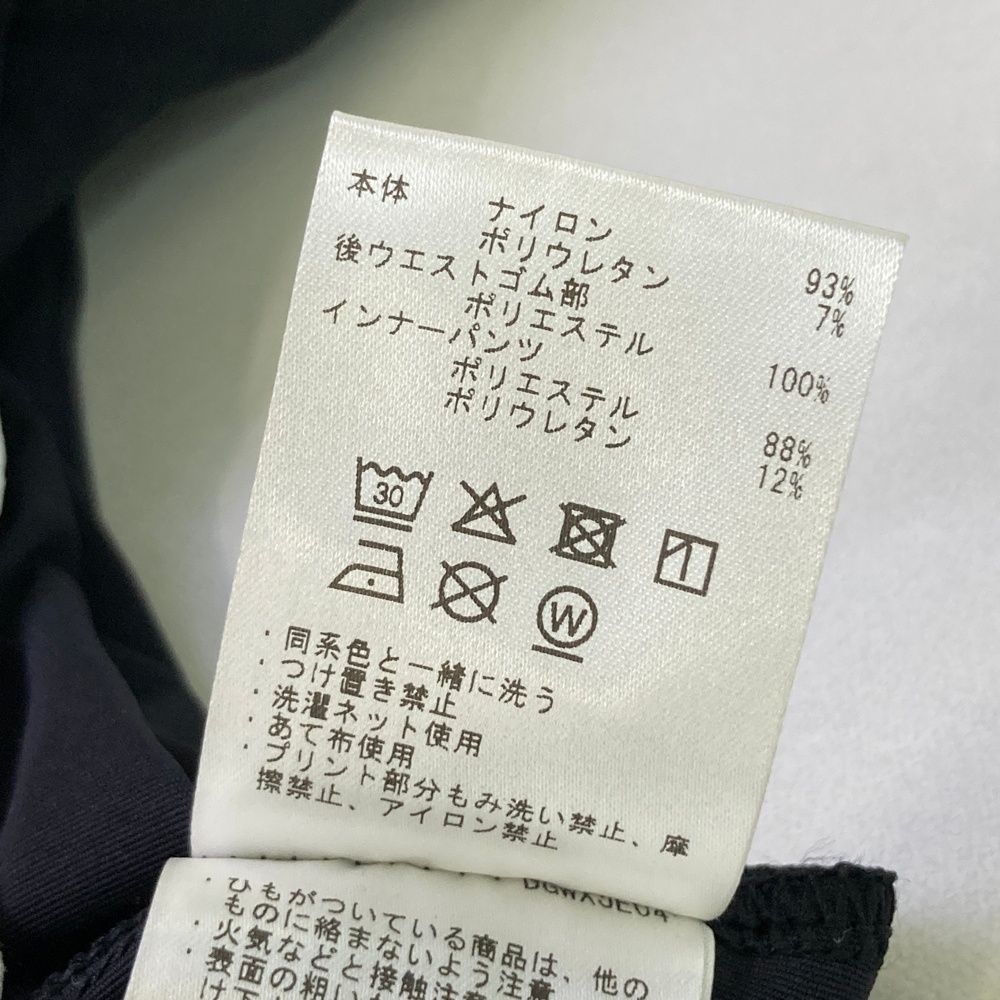 本体 ナイロン 93%
ポリウレタン 7%
後ウエストゴム部
ポリエステル 100%
インナーパンツ
ポリエステル 88%
ポリウレタン 12%
30
W
・同系色と一緒に洗う
・つけ置き禁止
・洗濯ネット使用
・あて布使用
・プリント部分もみ洗い禁止、摩
擦禁止、アイロン禁止
・ひもがついている商品は、他の
ものに絡まないよう注意
・火気などと接触注意
・表面の粗い